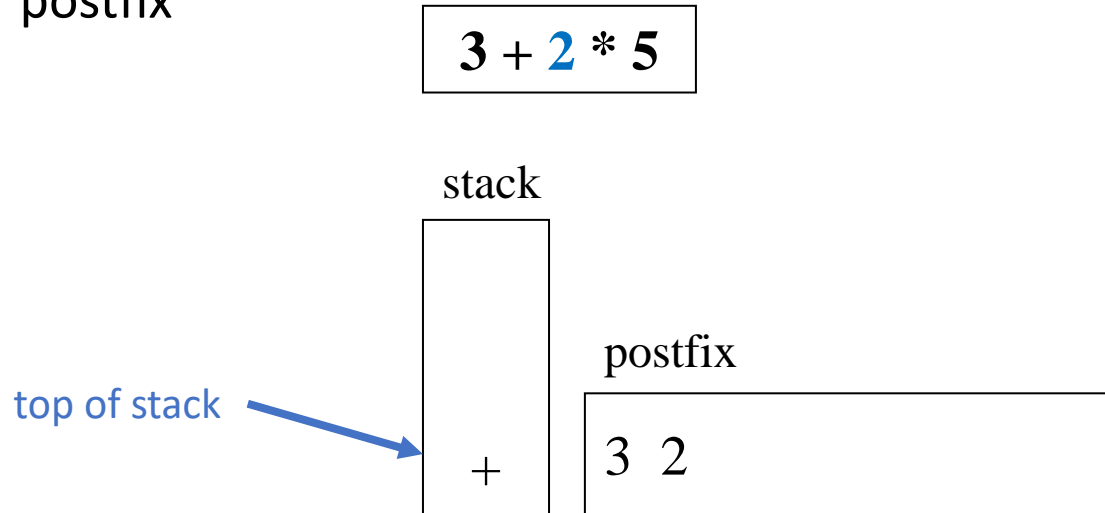 postfix
3 + 2 * 5
stack
postfix
top of stack
+
3 2